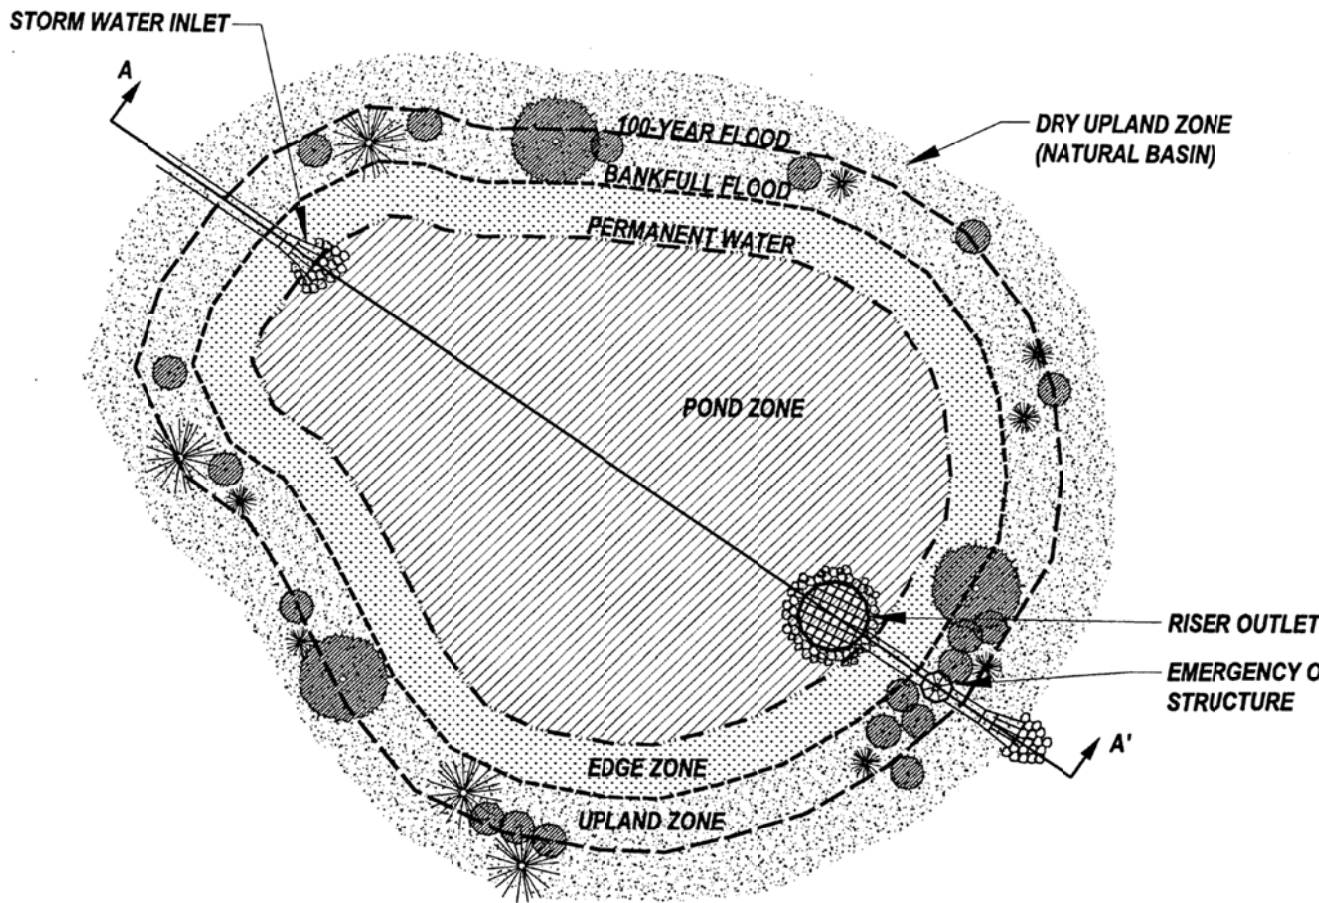 STORM WATER INLET
A
100-YEAR FLOOD
DRY UPLAND ZONE
(NATURAL BASIN)
BANKFULL FLOOD
PERMANENT WATER
POND ZONE
RISER OUTLET
EMERGENCY O
STRUCTURE
A'
EDGE ZONE
UPLAND ZONE